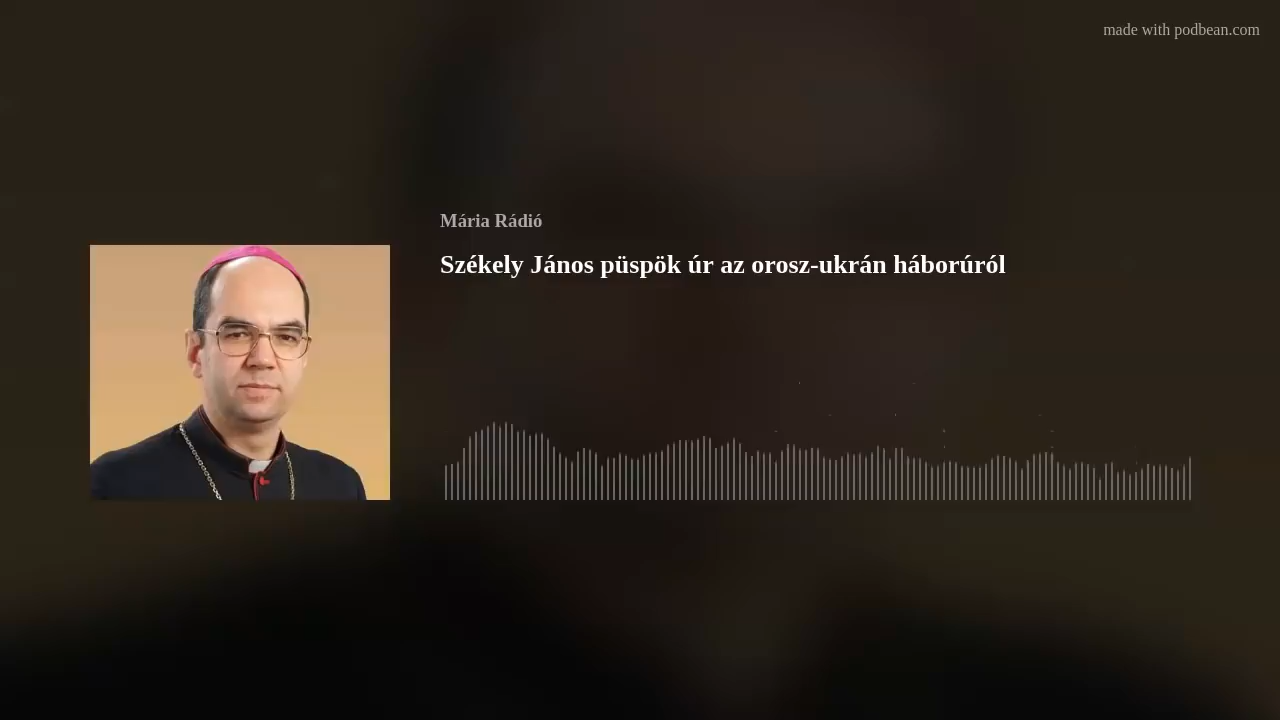 made with podbean.com
Mária Rádió
Székely János püspök úr az orosz-ukrán háborúról